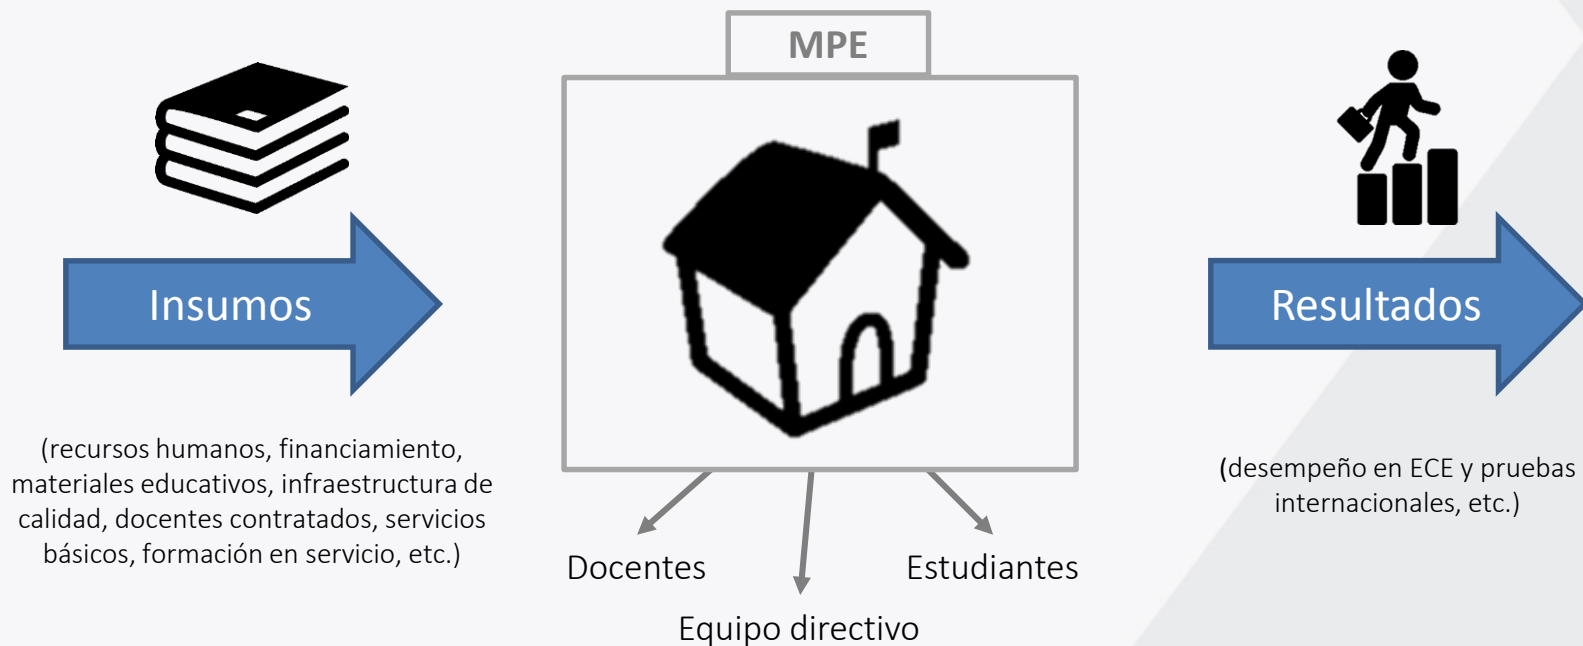 MPE
Insumos
(recursos humanos, financiamiento,
materiales educativos, infraestructura de
calidad, docentes contratados, servicios
básicos, formación en servicio, etc.)
Docentes
Equipo directivo
Estudiantes
Resultados
(desempeño en ECE y pruebas
internacionales, etc.)